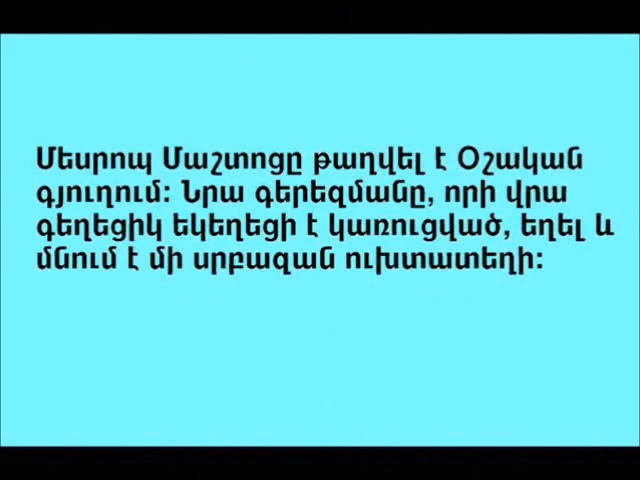 Մեսրոպ Մաշտոցը թաղվել է Օշական
գյուղում: Նրա գերեզմանը, որի վրա
գեղեցիկ եկեղեցի է կառուցված, եղել և
մնում է մի սրբազան ուխտատեղի: